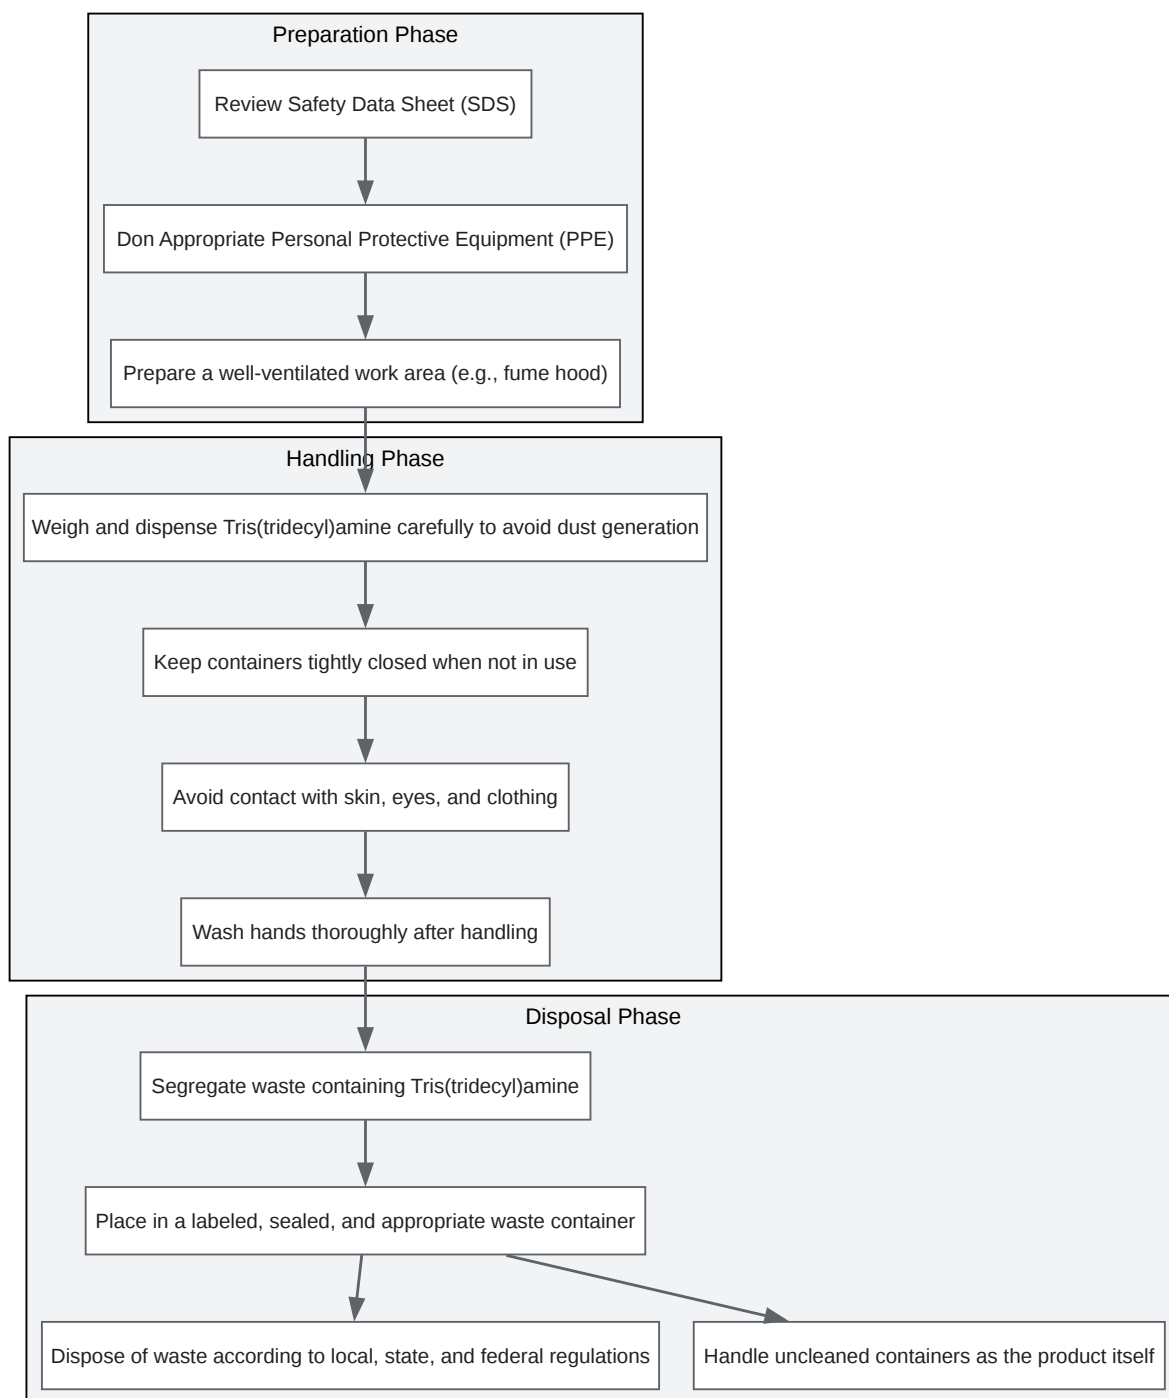 Preparation Phase
Review Safety Data Sheet (SDS)
Don Appropriate Personal Protective Equipment (PPE)
Prepare a well-ventilated work area (e.g., fume hood)
Handling Phase
Weigh and dispense Tris(tridecyl)amine carefully to avoid dust generation
Keep containers tightly closed when not in use
Avoid contact with skin, eyes, and clothing
Wash hands thoroughly after handling
Disposal Phase
Segregate waste containing Tris(tridecyl)amine
Place in a labeled, sealed, and appropriate waste container
Dispose of waste according to local, state, and federal regulations
Handle uncleaned containers as the product itself